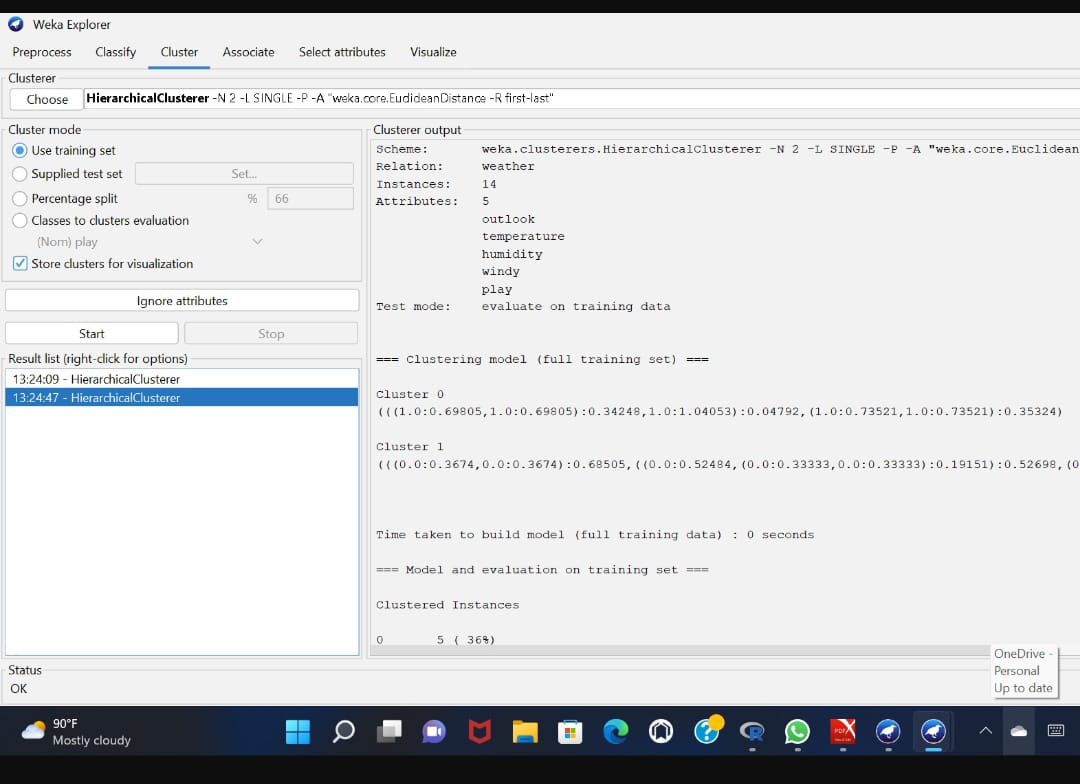 Weka Explorer
Preprocess Classify Cluster Associate Select attributes Visualize
Clusterer
Choose HierarchicalClusterer -N 2 -L SINGLE -P -A "weka.core.EuclideanDistance -R first-last"
Cluster mode
Use training set
Supplied test set Set...
Percentage split % 66
Classes to clusters evaluation
(Nom) play
Store clusters for visualization
Ignore attributes
Start Stop
Result list (right-click for options)
13:24:09 - HierarchicalClusterer
13:24:47 - HierarchicalClusterer
Clusterer output
Scheme: weka.clusterers.HierarchicalClusterer -N 2 -L SINGLE -P -A "weka.core.Euclidean
Relation: weather
Instances: 14
Attributes: 5
outlook
temperature
humidity
windy
play
Test mode: evaluate on training data
=== Clustering model (full training set) ===
Cluster 0
(((1.0:0.69805,1.0:0.69805):0.34248,1.0:1.04053):0.04792,(1.0:0.73521,1.0:0.73521):0.35324)
Cluster 1
(((0.0:0.3674,0.0:0.3674):0.68505,((0.0:0.52484,(0.0:0.33333,0.0:0.33333):0.19151):0.52698,(0
Time taken to build model (full training data) : 0 seconds
=== Model and evaluation on training set ===
Clustered Instances
0 5 ( 36%)
Status
OK
OneDrive -
Personal
Up to date
90°F
Mostly cloudy
PDF